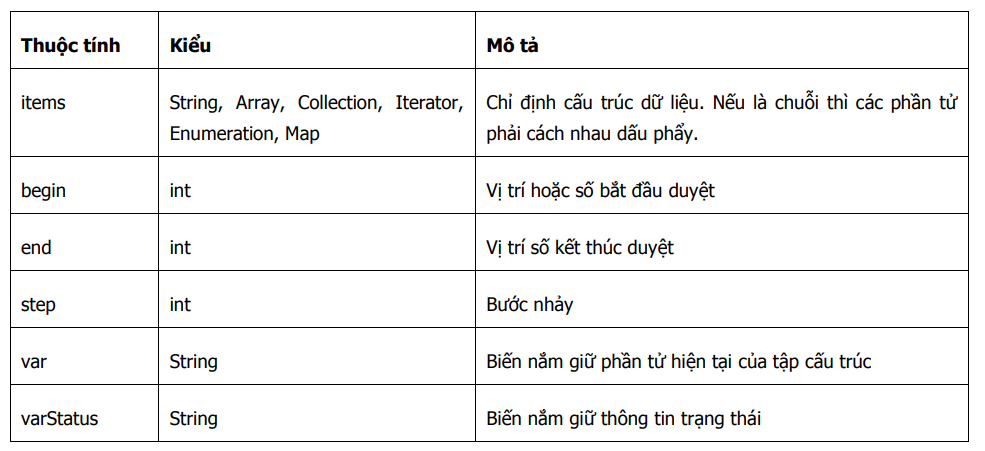 Thuộc tính Kiểu Mô tả
items String, Array, Collection, Iterator, Chỉ định cấu trúc dữ liệu. Nếu là chuỗi thì các phần tử
Enumeration, Map phải cách nhau dấu phẩy.
begin int Vị trí hoặc số bắt đầu duyệt
end int Vị trí số kết thúc duyệt
step int Bước nhảy
var String Biến nắm giữ phần tử hiện tại của tập cấu trúc
varStatus String Biến nắm giữ thông tin trạng thái